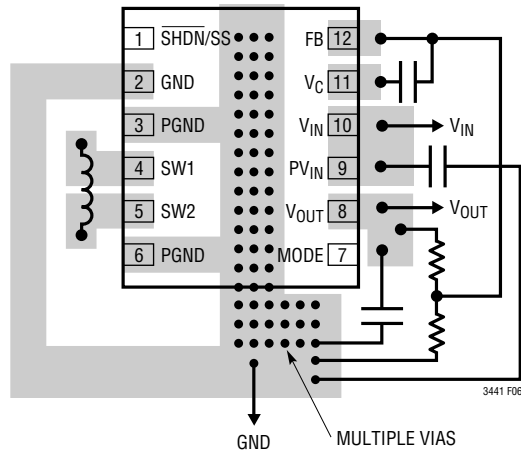 1 SHDN/SS
2 GND
3 PGND
4 SW1
5 SW2
6 PGND
FB 12
VC 11
VIN 10
PVIN 9
VOUT 8
MODE 7
VIN
VOUT
3441 F06
GND
MULTIPLE VIAS